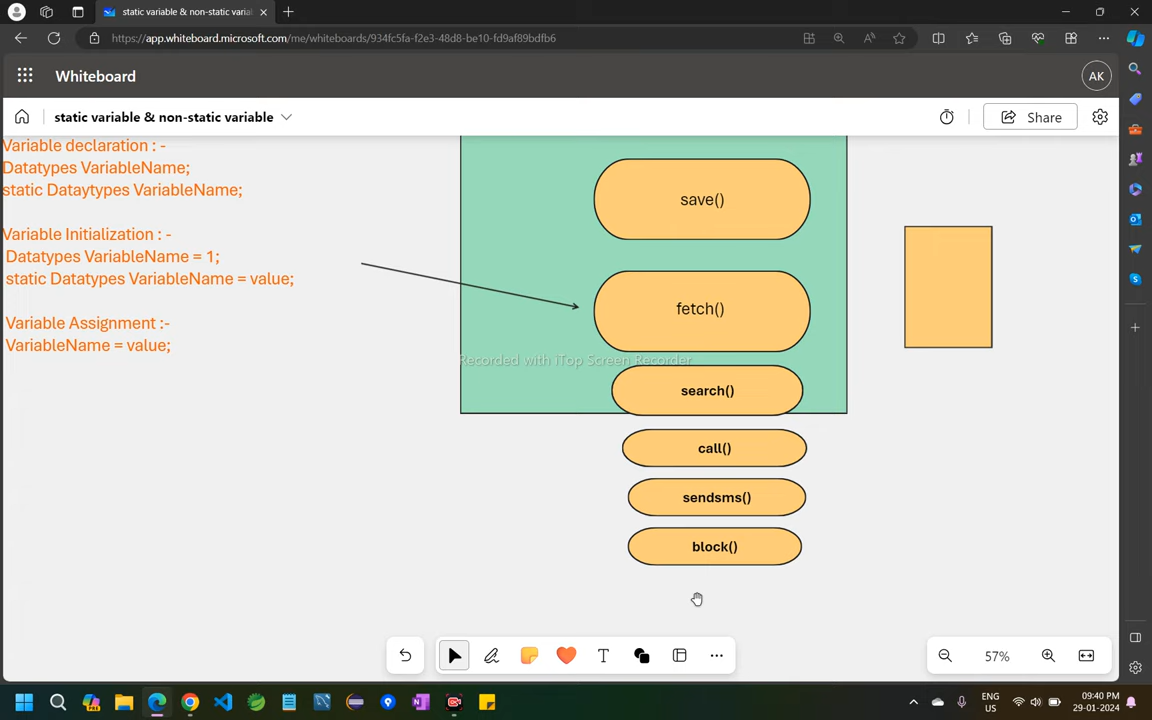 static variable & non-static varia
https://app.whiteboard.microsoft.com/me/whiteboards/934fc5fa-f2e3-48d8-be10-fd9af89bdfb6
Whiteboard
AK
static variable & non-static variable
Share
Variable declaration : -
Datatypes VariableName;
static Dataytypes VariableName;
Variable Initialization : -
Datatypes VariableName = 1;
static Datatypes VariableName = value;
Variable Assignment :-
VariableName = value;
save()
fetch()
Recorded with iTop Screen Recorder
search()
call()
sendsms()
block()
57%
ENG
US
09:40 PM
29-01-2024